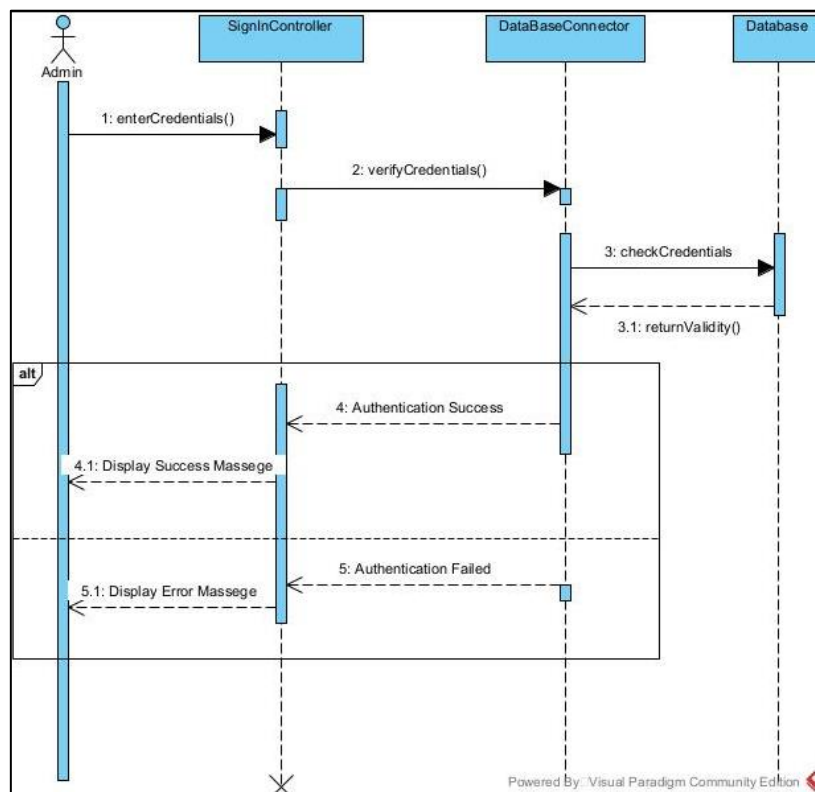 SignInController
DataBaseConnector
Database
Admin
1: enterCredentials()
2: verifyCredentials()
3: checkCredentials
3.1: returnValidity()
alt
4: Authentication Success
4.1: Display Success Massege
5: Authentication Failed
5.1: Display Error Massege
Powered By: Visual Paradigm Community Edition